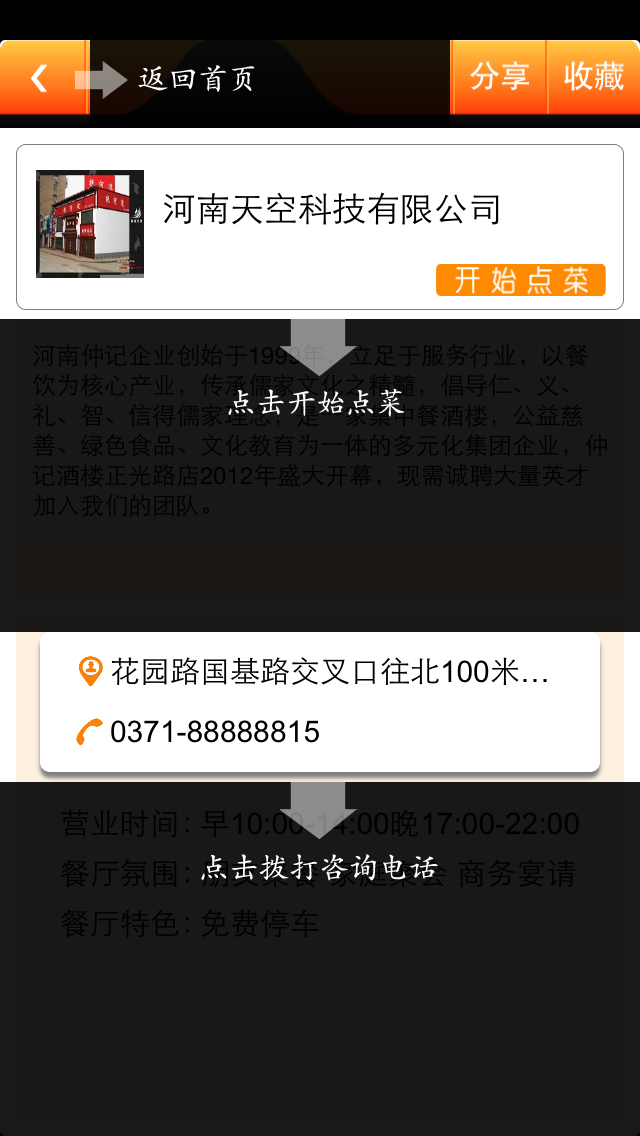 返回首页
分享
收藏
河南天空科技有限公司
开始点菜
河南仲记企业创始于1999年，立足于服务行业，以餐
饮为核心产业，传承儒家文化之精髓，倡导仁、义、
点击开始点菜
礼、智、信得儒家理念，是一家集中餐酒楼，公益慈
善、绿色食品、文化教育为一体的多元化集团企业，仲
记酒楼正光路店2012年盛大开幕，现需诚聘大量英才
加入我们的团队。
花园路国基路交叉口往北100米...
0371-88888815
营业时间：早10:00-14:00晚17:00-22:00
点击拨打咨询电话
餐厅氛围：朋友聚餐 家庭聚会 商务宴请
餐厅特色：免费停车